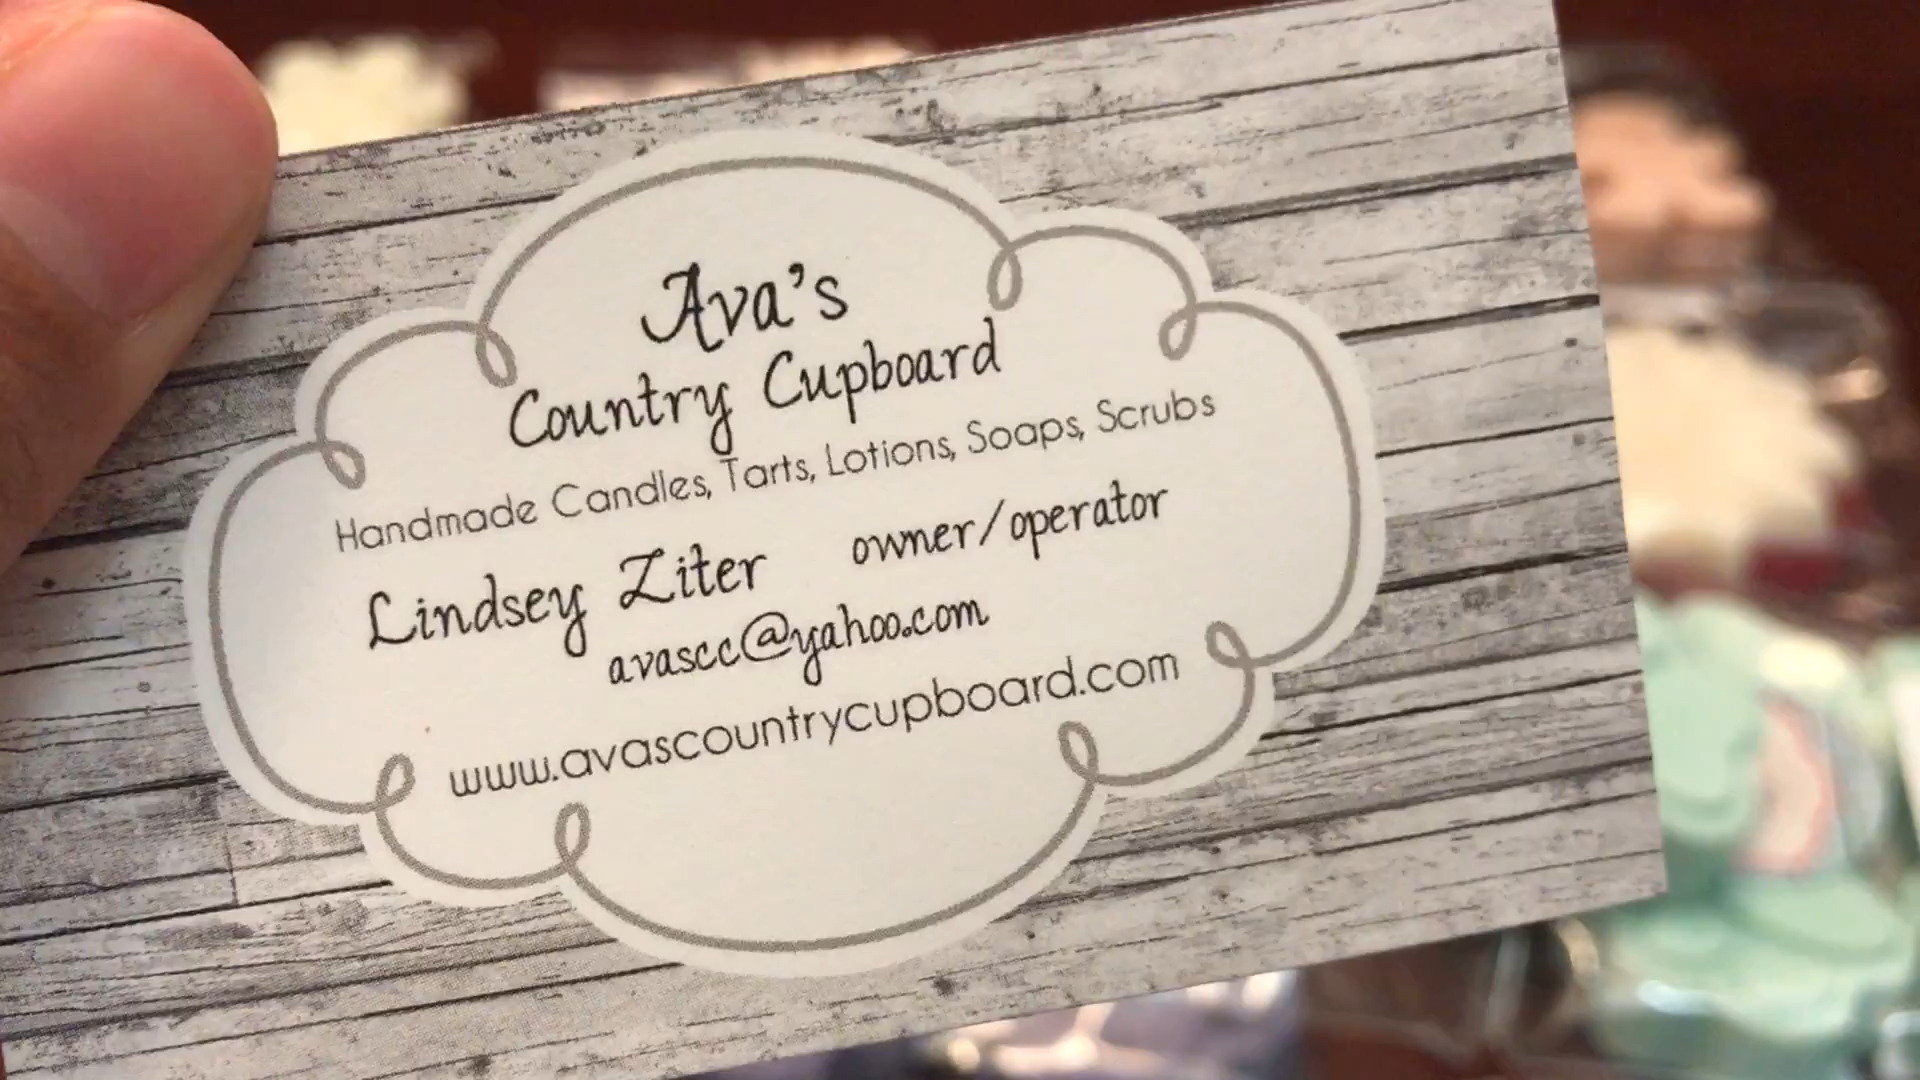 Ava's
Country Cupboard
Handmade Candles, Tarts, Lotions, Soaps, Scrubs
Lindsey Ziter owner/operator
avascc@yahoo.com
www.avascountrycupboard.com